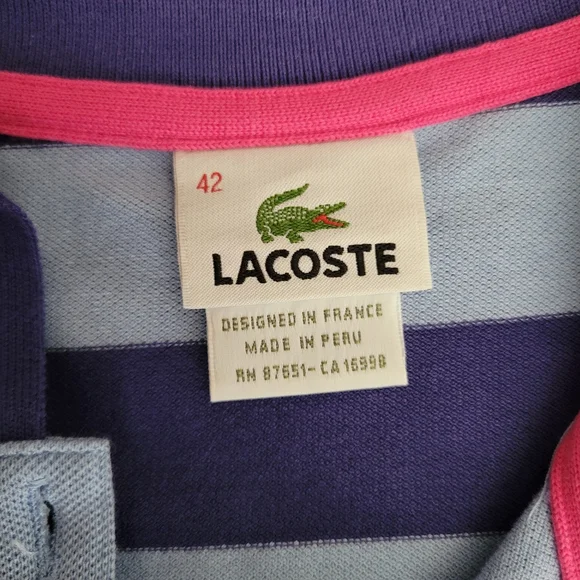 42
LACOSTE
DESIGNED IN FRANCE
MADE IN PERU
RN 87651-CA 16998